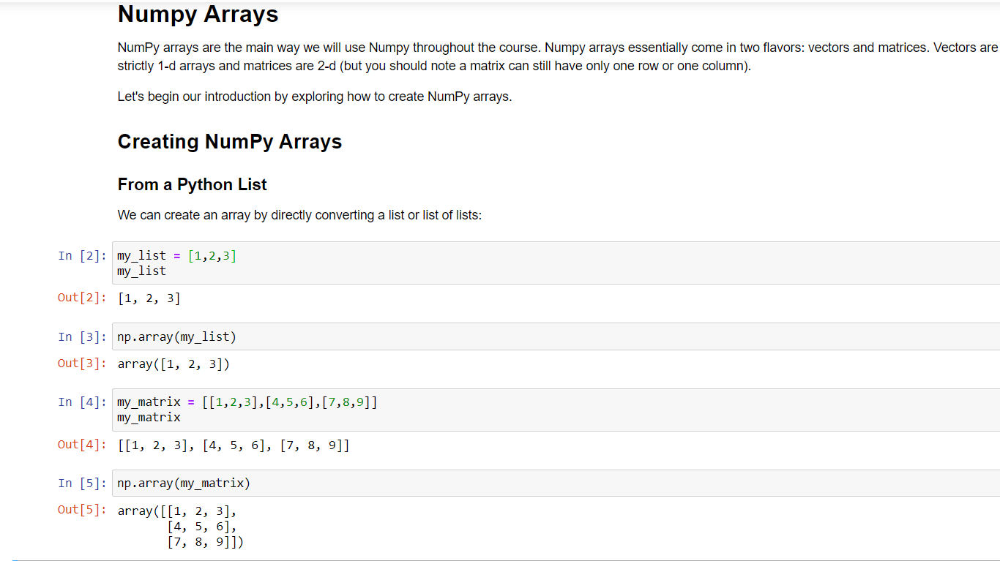 Numpy Arrays
NumPy arrays are the main way we will use Numpy throughout the course. Numpy arrays essentially come in two flavors: vectors and matrices. Vectors are
strictly 1-d arrays and matrices are 2-d (but you should note a matrix can still have only one row or one column).
Let's begin our introduction by exploring how to create NumPy arrays.
Creating NumPy Arrays
From a Python List
We can create an array by directly converting a list or list of lists:
In [2]: my_list = [1,2,3]
my_list
Out[2]: [1, 2, 3]
In [3]: np.array(my_list)
Out[3]: array([1, 2, 3])
In [4]: my_matrix = [[1,2,3],[4,5,6],[7,8,9]]
my_matrix
Out[4]: [[1, 2, 3], [4, 5, 6], [7, 8, 9]]
In [5]: np.array(my_matrix)
Out[5]: array([[1, 2, 3],
[4, 5, 6],
[7, 8, 9]])